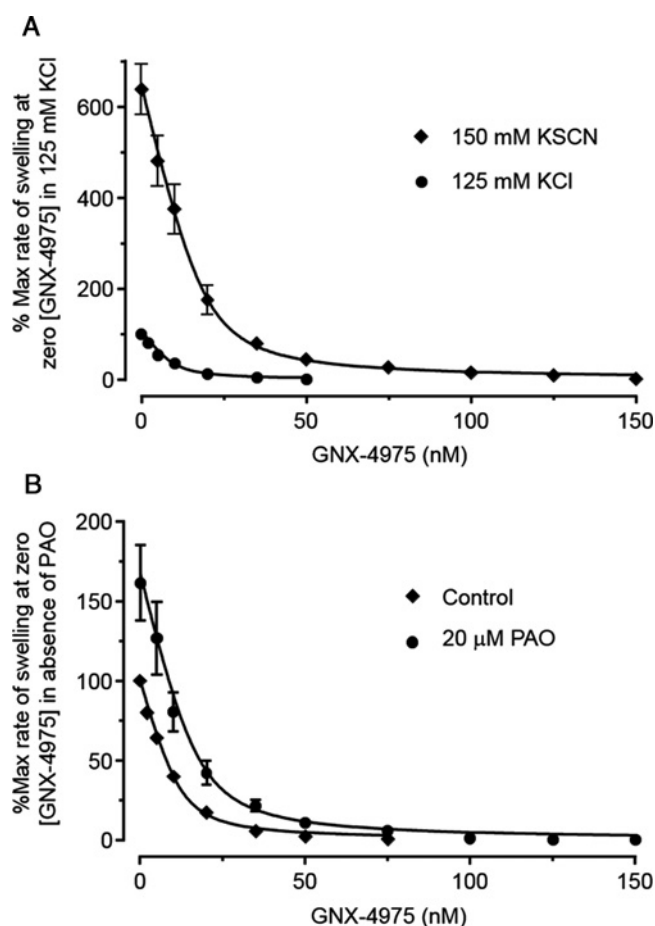 A
% Max rate of swelling at
zero [GNX-4975] in 125 mM KCl
600
400
200
0
150 mM KSCN
125 mM KCl
0
50
100
150
GNX-4975 (nM)
B
%Max rate of swelling at zero
[GNX-4975] in absence of PAO
200
150
100
50
0
Control
20 μM PAO
0
50
100
150
GNX-4975 (nM)